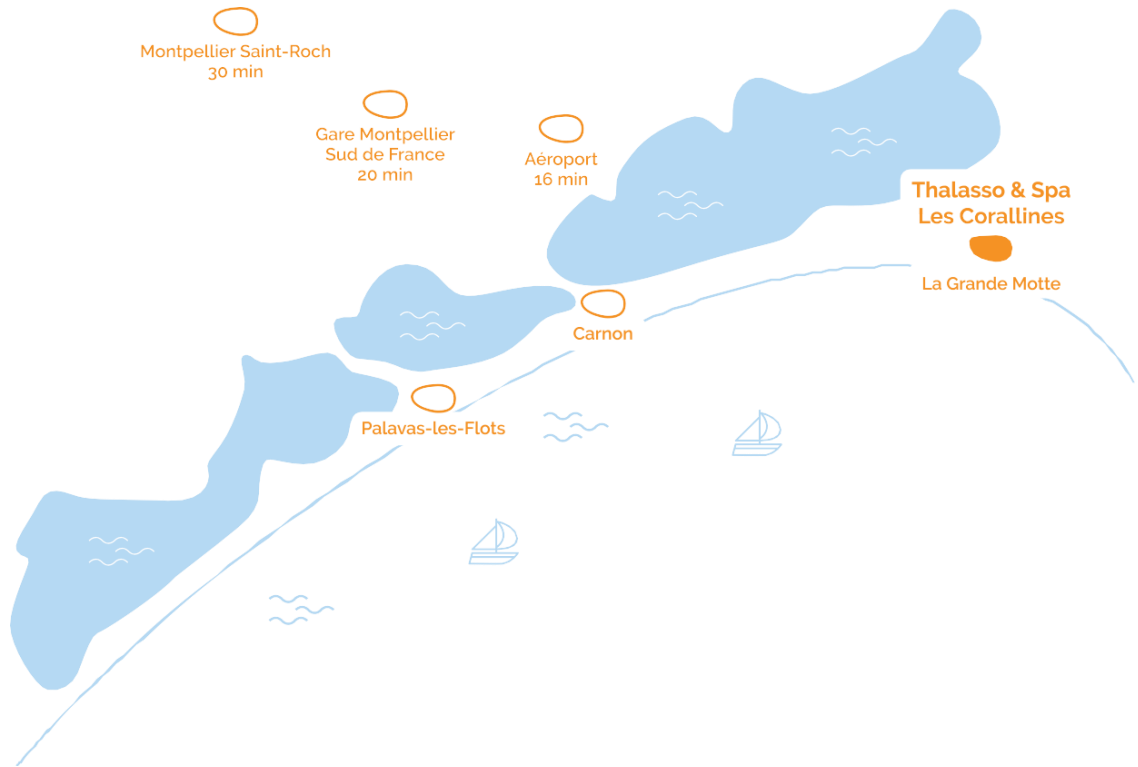 Montpellier Saint-Roch
30 min
Gare Montpellier
Sud de France
20 min
Aéroport
16 min
Thalasso & Spa
Les Corallines
La Grande Motte
Carnon
Palavas-les-Flots